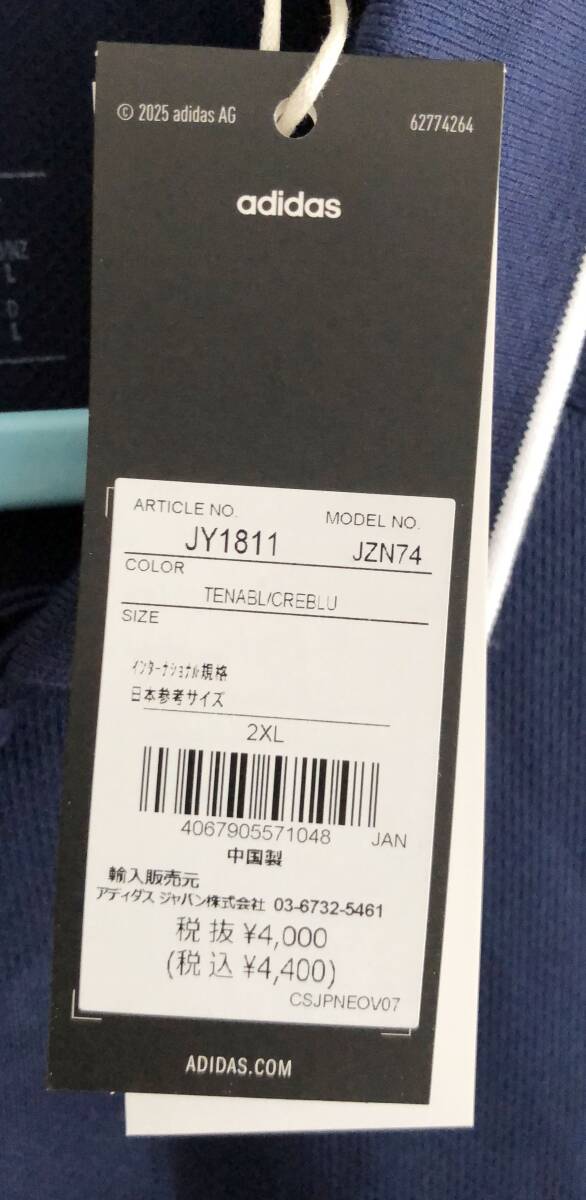 © 2025 adidas AG
62774264
adidas
ARTICLE NO.
MODEL NO.
JY1811
JZN74
COLOR
TENABL/CREBLU
SIZE
インターナショナル規格
日本参考サイズ
2XL
4067905571048
JAN
中国製
輸入販売元
アディダス ジャパン株式会社 03-6732-5461
税 抜 ¥4,000
(税 込 ¥4,400)
CSJPNEOV07
ADIDAS.COM